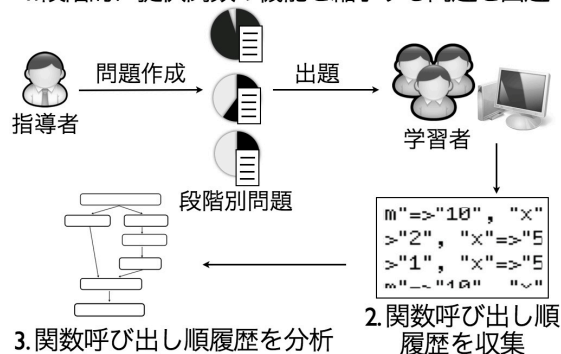 問題作成
出題
指導者
学習者
段階別問題
m"=>"10", "x"
>"2", "x"=>"5
>"1", "x"=>"5
2.関数呼び出し順
履歴を収集
3.関数呼び出し順履歴を分析